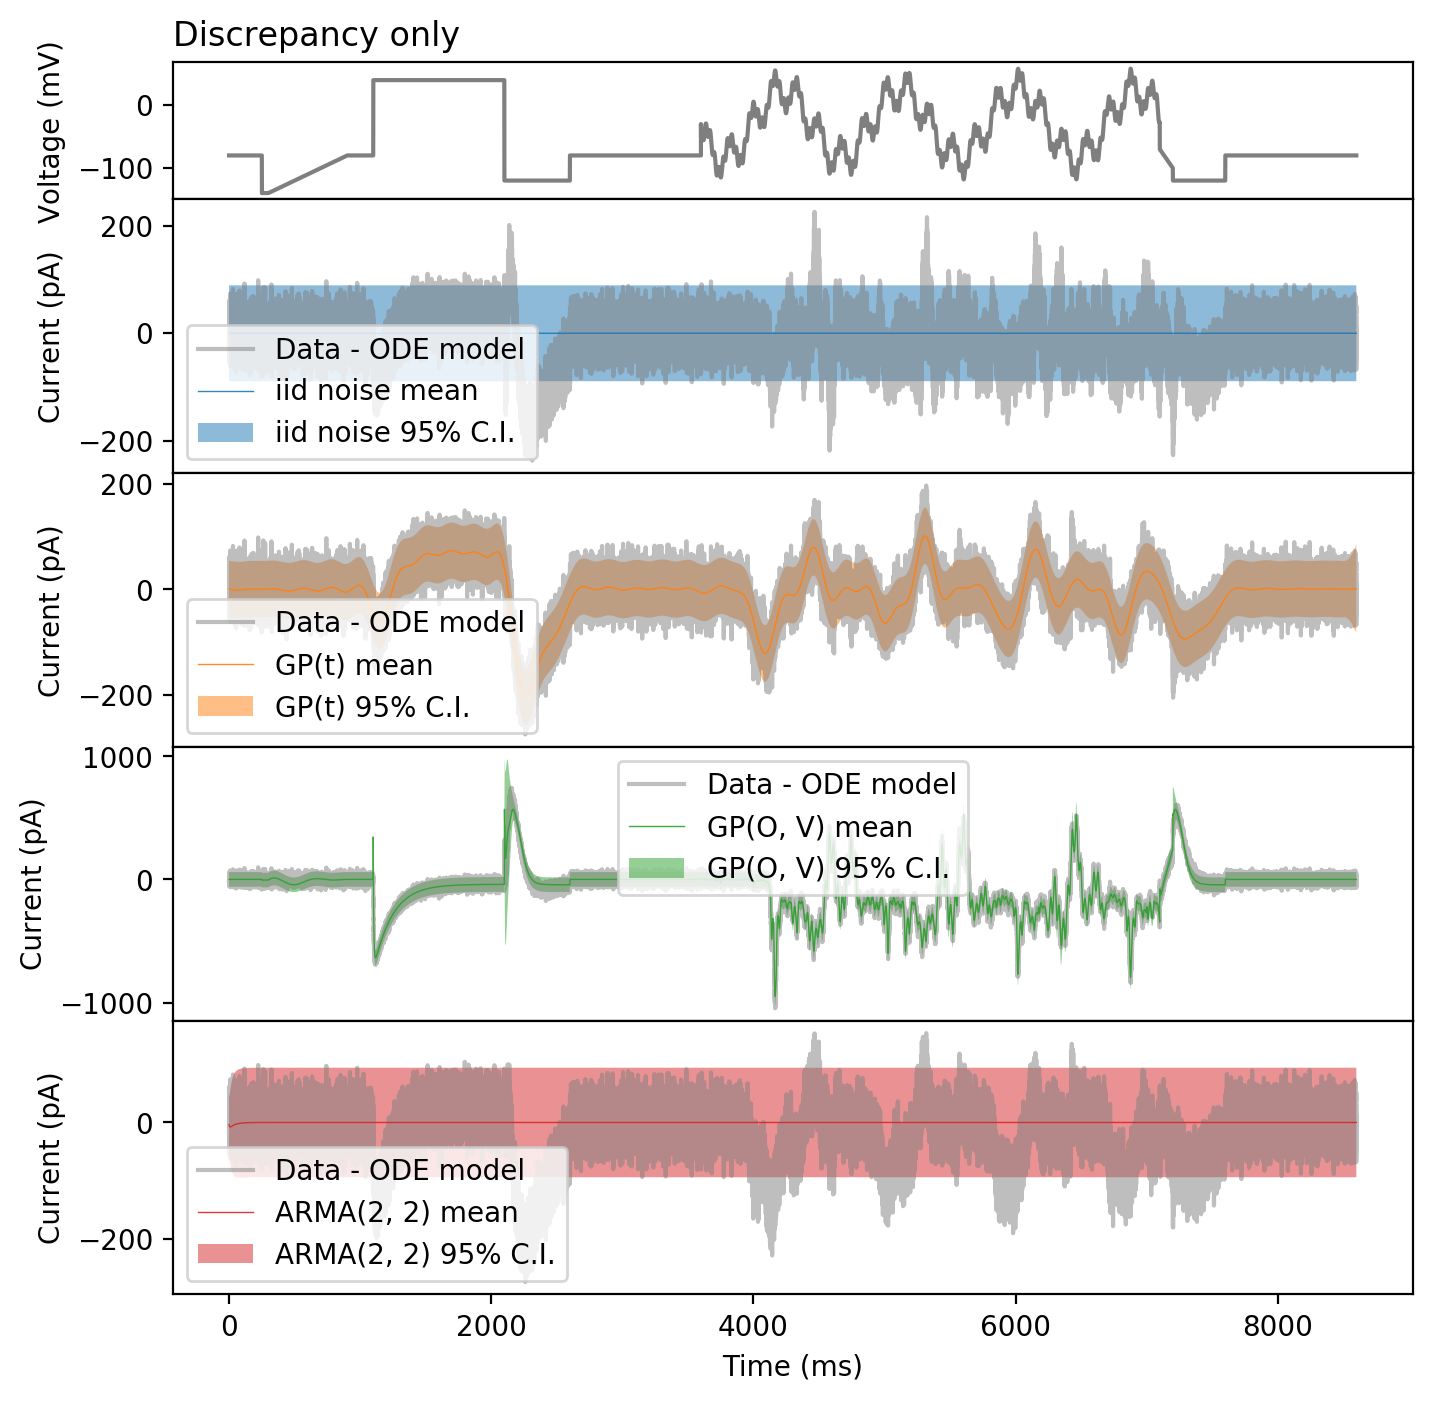 Discrepancy only
Voltage (mV)
0
−100
Current (pA)
200
0
−200
Data - ODE model
iid noise mean
iid noise 95% C.I.
Current (pA)
200
0
−200
Data - ODE model
GP(t) mean
GP(t) 95% C.I.
Current (pA)
1000
0
−1000
Data - ODE model
GP(O, V) mean
GP(O, V) 95% C.I.
Current (pA)
0
−200
Data - ODE model
ARMA(2, 2) mean
ARMA(2, 2) 95% C.I.
0 2000 4000 6000 8000
Time (ms)